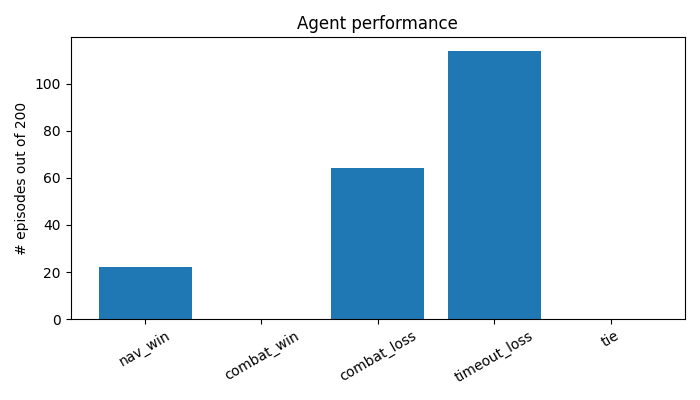 Agent performance
# episodes out of 200
100
80
60
40
20
0
nav_win
combat_win
combat_loss
timeout_loss
tie